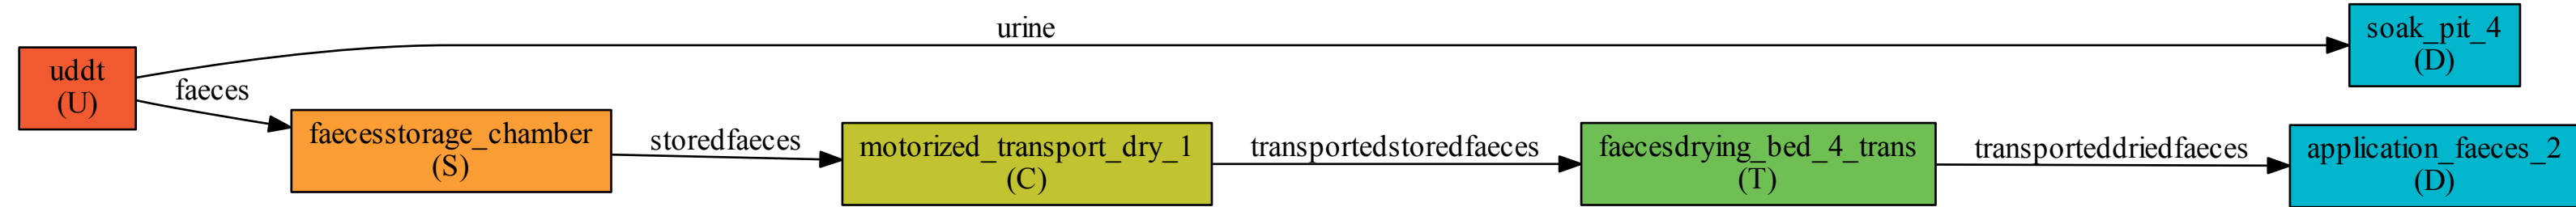 urine
soak_pit_4
(D)
uddt
(U)
faeces
faecesstorage_chamber
(S)
storedfaeces
motorized_transport_dry_1
(C)
transportedstoredfaeces
faecesdrying_bed_4_trans
(T)
transporteddriedfaeces
application_faeces_2
(D)